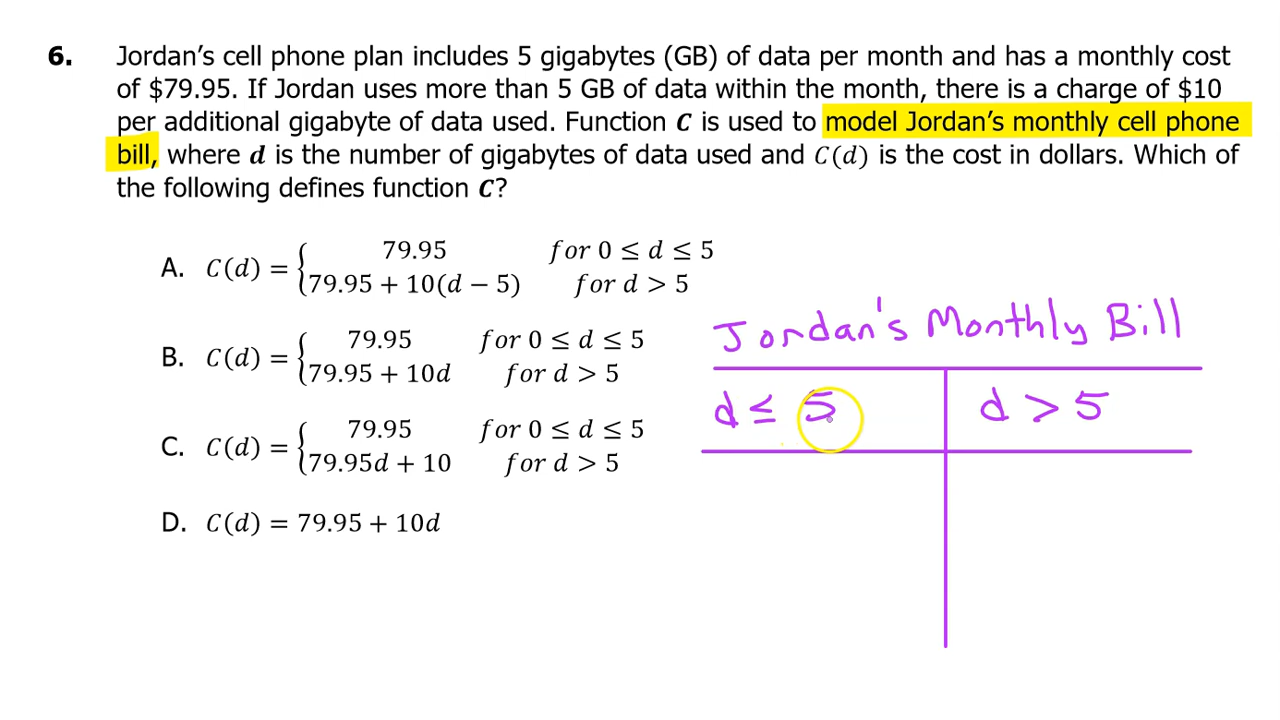 6. Jordan’s cell phone plan includes 5 gigabytes (GB) of data per month and has a monthly cost
of $79.95. If Jordan uses more than 5 GB of data within the month, there is a charge of $10
per additional gigabyte of data used. Function C is used to model Jordan’s monthly cell phone
bill, where d is the number of gigabytes of data used and C(d) is the cost in dollars. Which of
the following defines function C?
A. C(d) = { 79.95 for 0 ≤ d ≤ 5
79.95 + 10(d − 5) for d > 5
B. C(d) = { 79.95 for 0 ≤ d ≤ 5
79.95 + 10d for d > 5
C. C(d) = { 79.95 for 0 ≤ d ≤ 5
79.95d + 10 for d > 5
D. C(d) = 79.95 + 10d
Jordan's Monthly Bill
d ≤ 5 d > 5